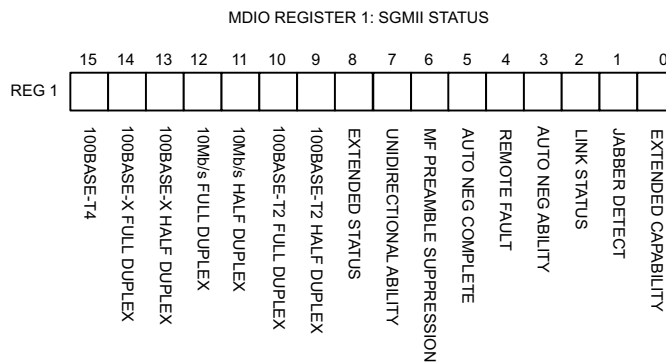 MDIO REGISTER 1: SGMII STATUS
15 14 13 12 11 10 9 8 7 6 5 4 3 2 1 0
REG 1
100BASE-T4
100BASE-X FULL DUPLEX
100BASE-X HALF DUPLEX
10Mb/s FULL DUPLEX
10Mb/s HALF DUPLEX
100BASE-T2 FULL DUPLEX
100BASE-T2 HALF DUPLEX
EXTENDED STATUS
UNIDIRECTIONAL ABILITY
MF PREAMBLE SUPPRESSION
AUTO NEG COMPLETE
REMOTE FAULT
AUTO NEG ABILITY
LINK STATUS
JABBER DETECT
EXTENDED CAPABILITY